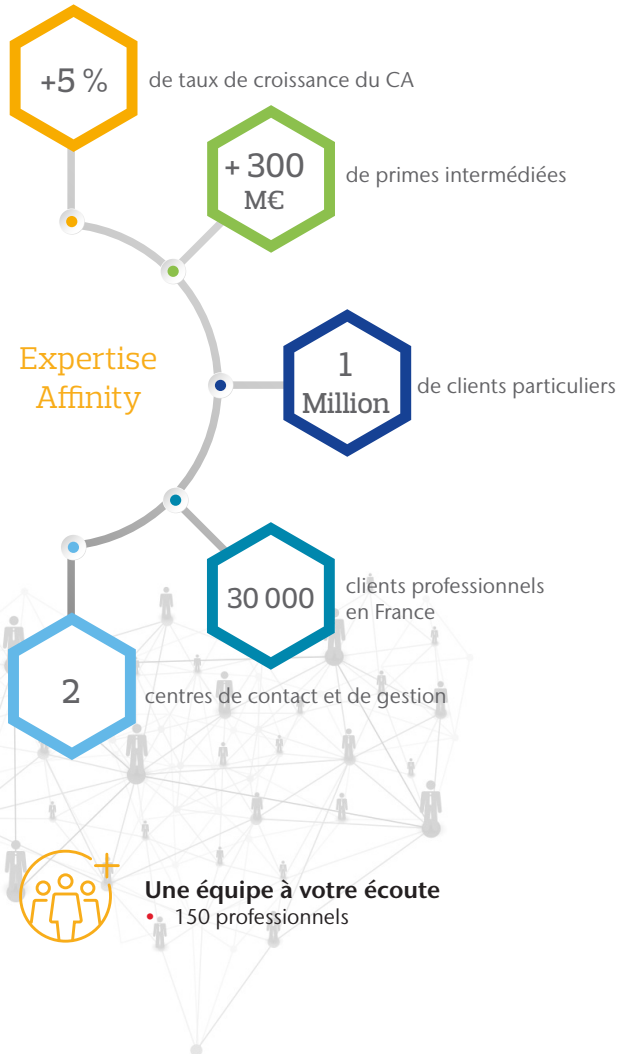 +5 %
de taux de croissance du CA
+ 300
M€
de primes intermédiées
Expertise
Affinity
1
Million
de clients particuliers
30 000
clients professionnels
en France
2
centres de contact et de gestion
Une équipe à votre écoute
• 150 professionnels